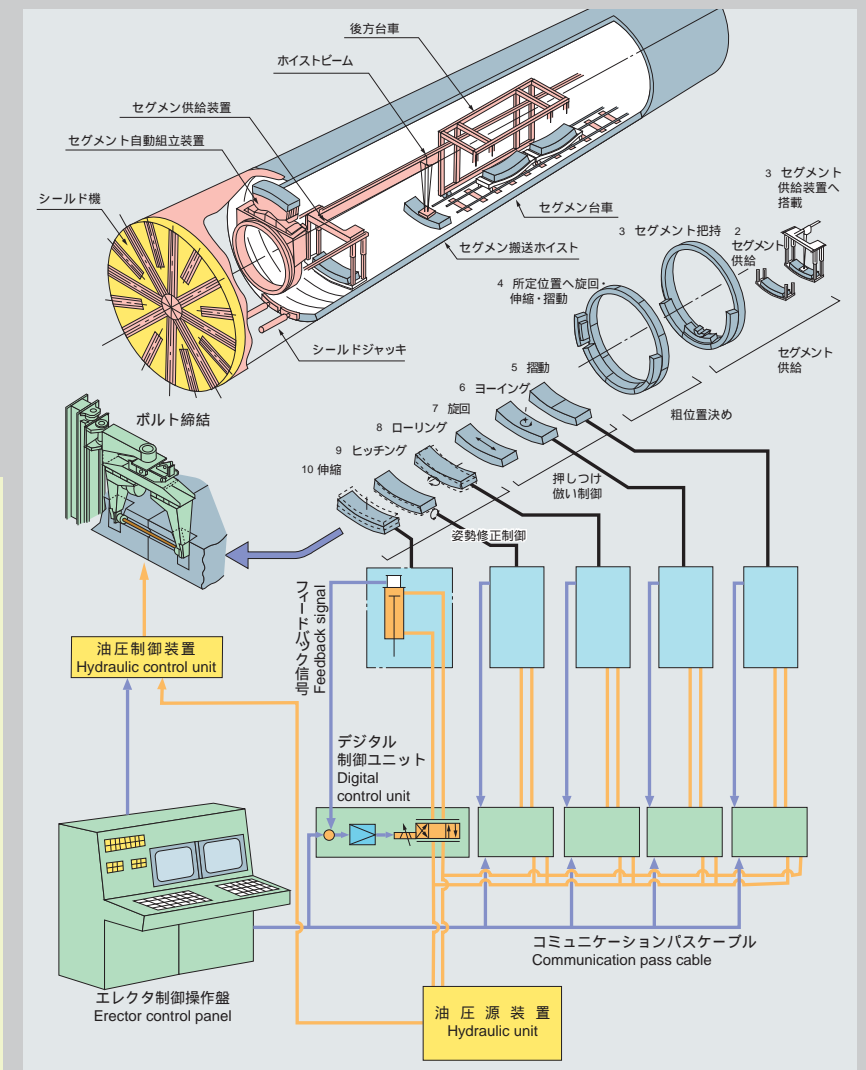 後方台車
ホイストビーム
セグメン供給装置
セグメント自動組立装置
シールド機
セグメン台車
セグメン搬送ホイスト
シールドジャッキ
3 セグメント
供給装置へ
搭載
2
セグメント
供給
3 セグメント把持
4 所定位置へ旋回・
伸縮・摺動
セグメント
供給
粗位置決め
5 摺動
6 ヨーイング
7 旋回
8 ローリング
9 ヒッチング
10 伸縮
押しつけ
倣い制御
姿勢修正制御
ボルト締結
油圧制御装置
Hydraulic control unit
フィードバック信号
Feedback signal
デジタル
制御ユニット
Digital
control unit
エレクタ制御操作盤
Erector control panel
コミュニケーションパスケーブル
Communication pass cable
油圧源装置
Hydraulic unit